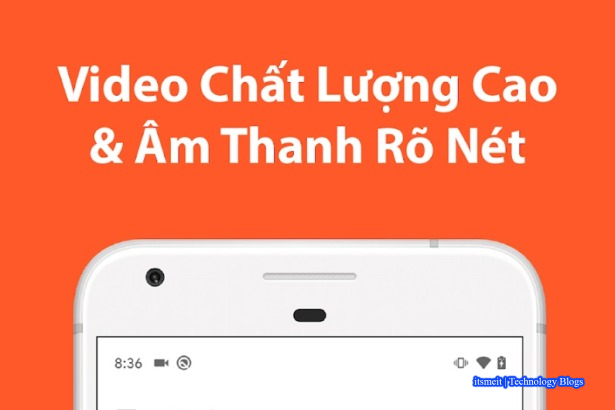 Video Chất Lượng Cao
& Âm Thanh Rõ Nét
8:36
itsmeit | Technology Blogs